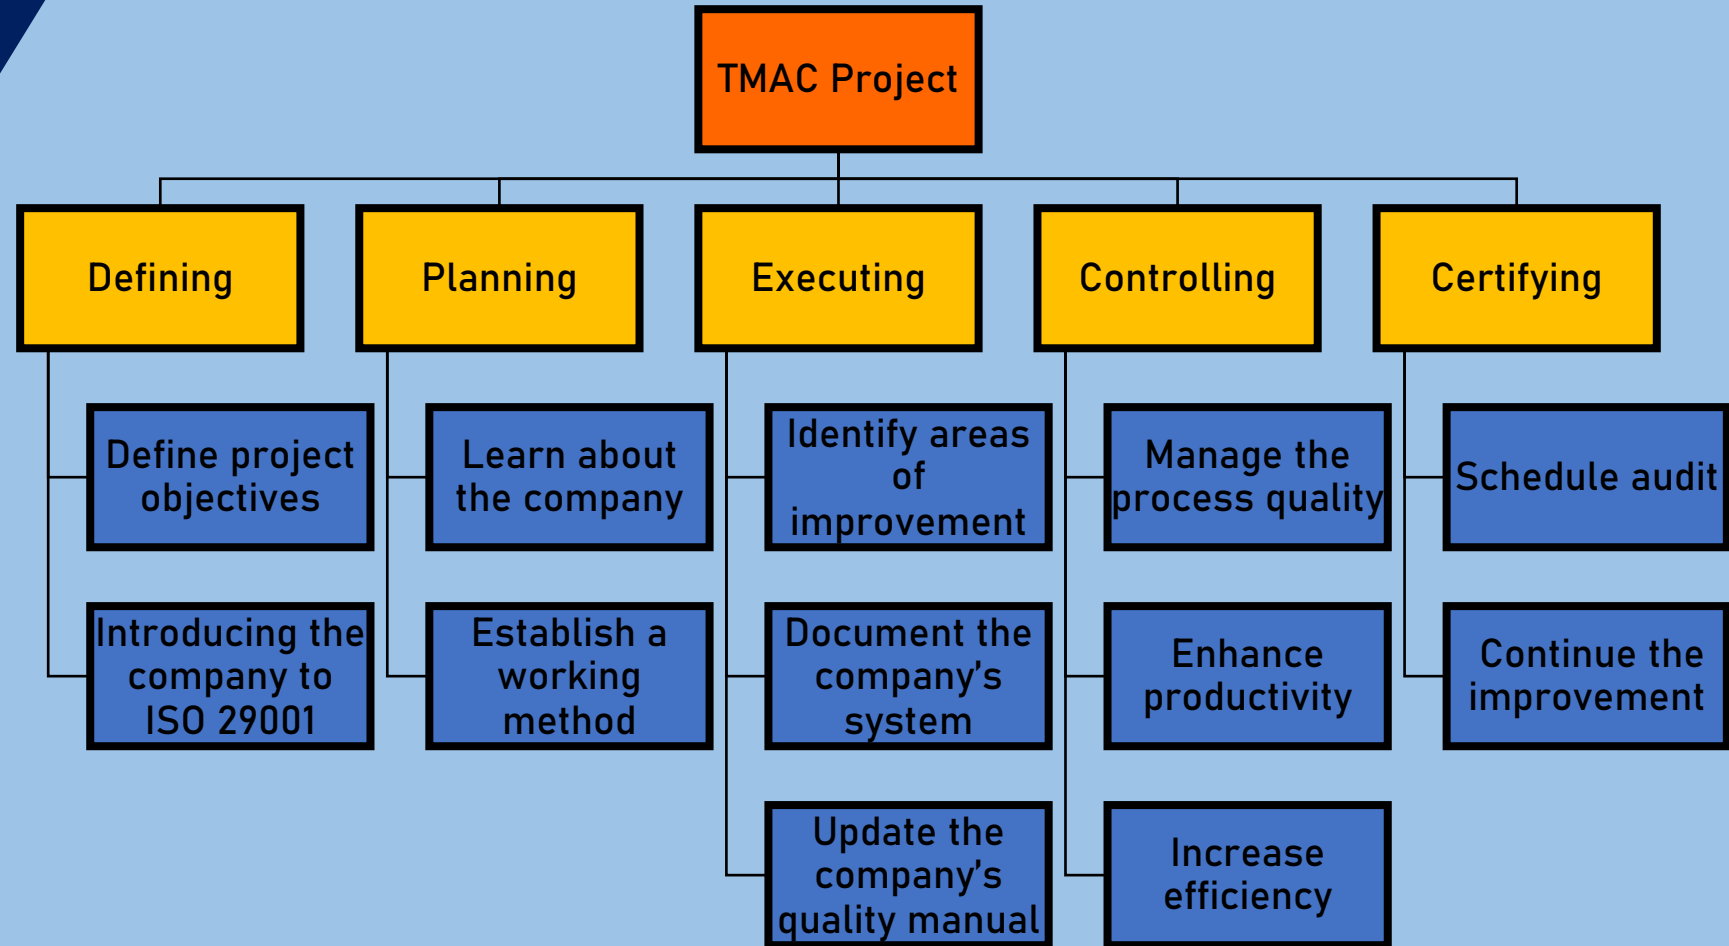 TMAC Project
Defining
Planning
Executing
Controlling
Certifying
Define project
objectives
Introducing the
company to
ISO 29001
Learn about
the company
Establish a
working
method
Identify areas
of
improvement
Document the
company’s
system
Update the
company’s
quality manual
Manage the
process quality
Enhance
productivity
Increase
efficiency
Schedule audit
Continue the
improvement